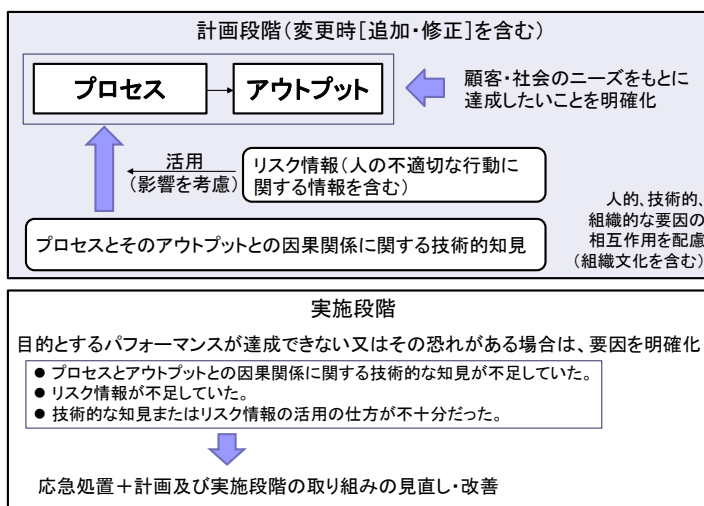 計画段階（変更時［追加・修正］を含む）
プロセス
アウトプット
顧客・社会のニーズをもとに
達成したいことを明確化
活用
（影響を考慮）
リスク情報（人の不適切な行動に
関する情報を含む）
人的、技術的、
組織的な要因の
相互作用を配慮
（組織文化を含む）
プロセスとそのアウトプットとの因果関係に関する技術的知見
実施段階
目的とするパフォーマンスが達成できない又はその恐れがある場合は、要因を明確化
● プロセスとアウトプットとの因果関係に関する技術的な知見が不足していた。
● リスク情報が不足していた。
● 技術的な知見またはリスク情報の活用の仕方が不十分だった。
応急処置＋計画及び実施段階の取り組みの見直し・改善